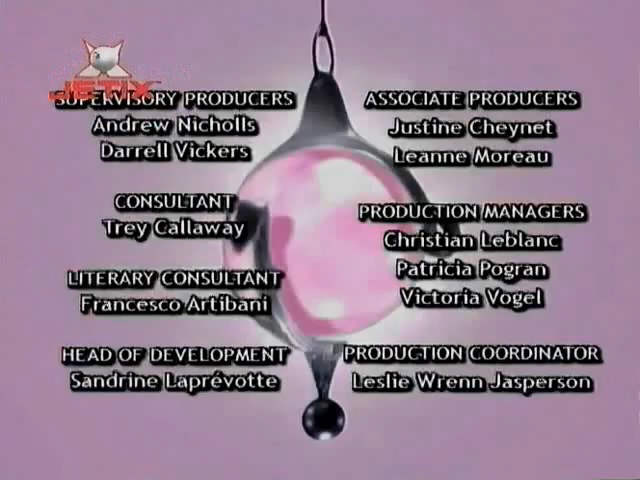 JETIX
SUPERVISORY PRODUCERS
Andrew Nicholls
Darrell Vickers
CONSULTANT
Trey Callaway
LITERARY CONSULTANT
Francesco Artibani
HEAD OF DEVELOPMENT
Sandrine Laprévotte
ASSOCIATE PRODUCERS
Justine Cheynet
Leanne Moreau
PRODUCTION MANAGERS
Christian Leblanc
Patricia Pogran
Victoria Vogel
PRODUCTION COORDINATOR
Leslie Wrenn Jasperson